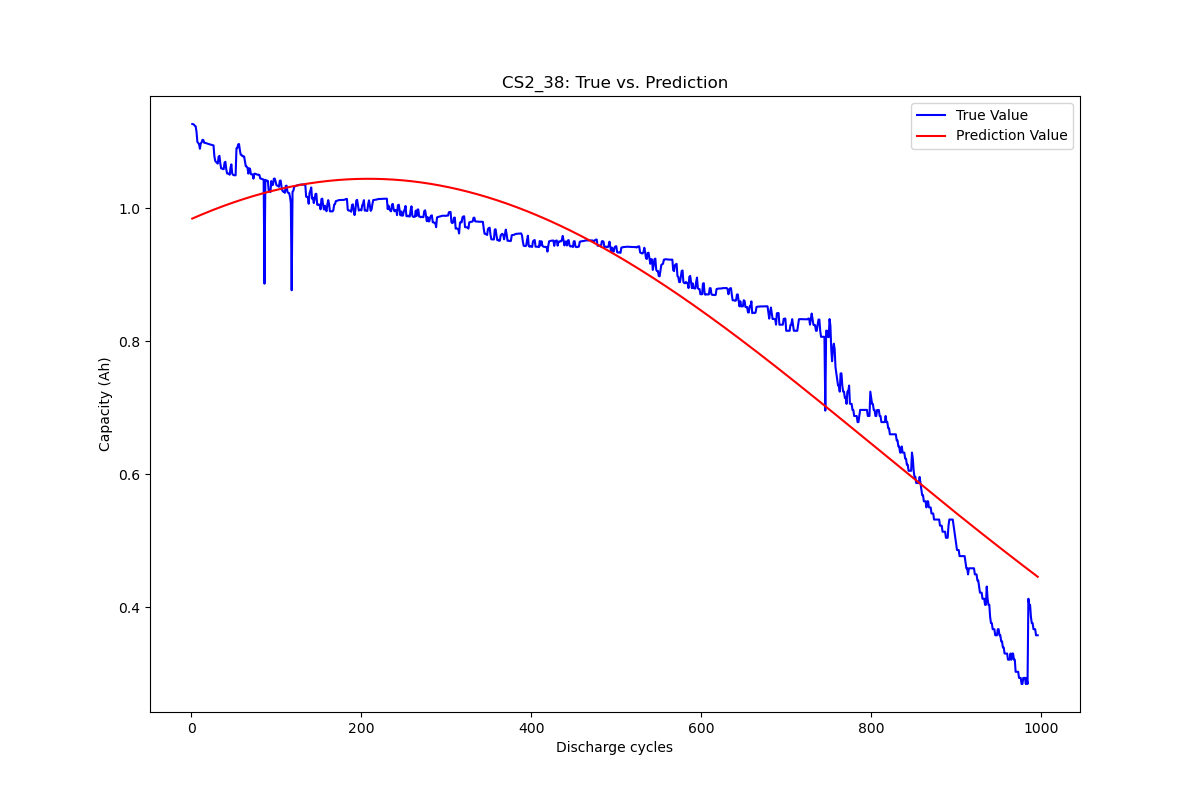 CS2_38: True vs. Prediction
True Value
Prediction Value
Capacity (Ah)
1.0
0.8
0.6
0.4
0
200
400
600
800
1000
Discharge cycles